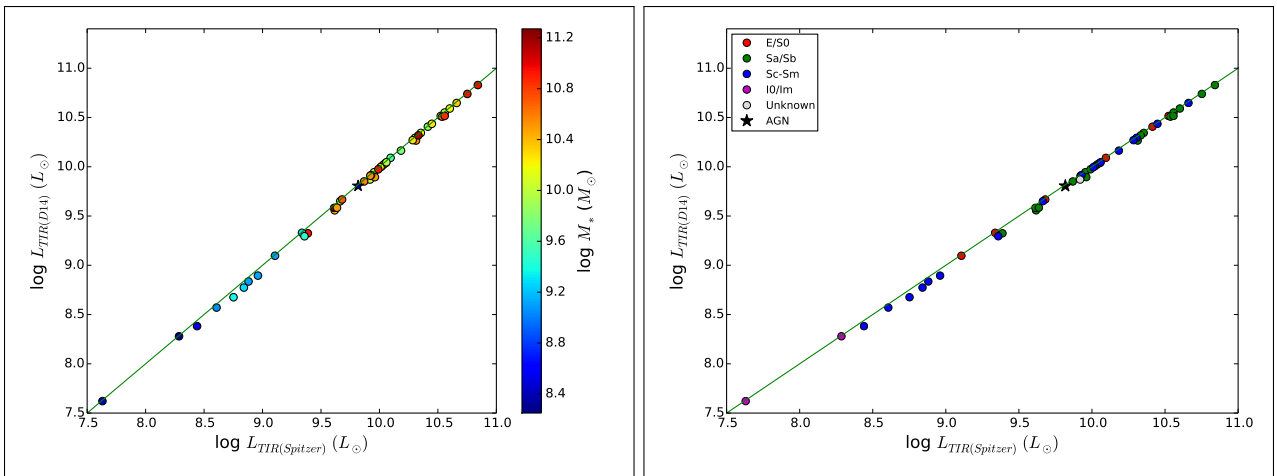 11.0
10.5
10.0
9.5
9.0
8.5
8.0
7.5
log L_TIR(D14) (L_⊙)
7.5 8.0 8.5 9.0 9.5 10.0 10.5 11.0
log L_TIR(Spitzer) (L_⊙)
11.2
10.8
10.4
10.0
9.6
9.2
8.8
8.4
log M_* (M_⊙)
E/S0
Sa/Sb
Sc-Sm
I0/Im
Unknown
AGN
11.0
10.5
10.0
9.5
9.0
8.5
8.0
7.5
log L_TIR(D14) (L_⊙)
7.5 8.0 8.5 9.0 9.5 10.0 10.5 11.0
log L_TIR(Spitzer) (L_⊙)